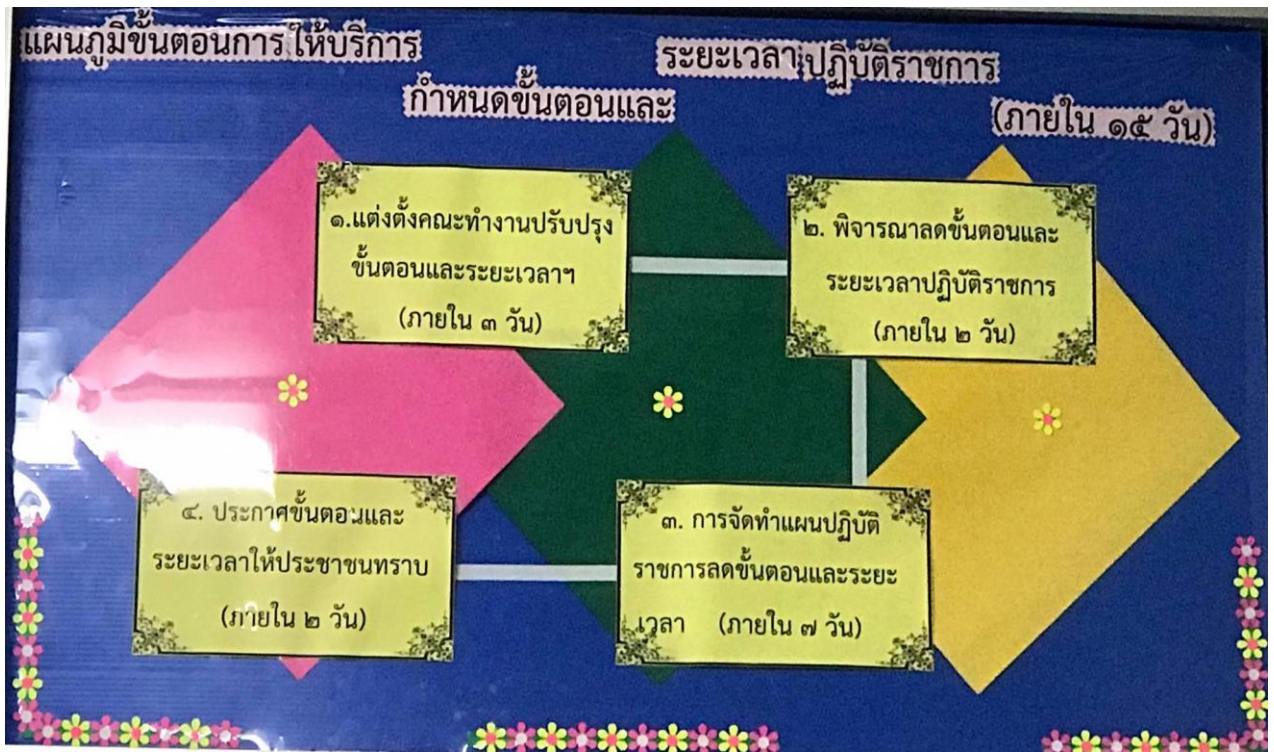 แผนภูมิขั้นตอนการให้บริการ
กำหนดขั้นตอนและ
ระยะเวลาปฏิบัติราชการ
(ภายใน ๑๕ วัน)
๑.แต่งตั้งคณะทำงานปรับปรุง
ขั้นตอนและระยะเวลาฯ
(ภายใน ๓ วัน)
๒. พิจารณาลดขั้นตอนและ
ระยะเวลาปฏิบัติราชการ
(ภายใน ๒ วัน)
๓. การจัดทำแผนปฏิบัติ
ราชการลดขั้นตอนและระยะ
เวลา (ภายใน ๗ วัน)
๔. ประกาศขั้นตอนและ
ระยะเวลาให้ประชาชนทราบ
(ภายใน ๒ วัน)